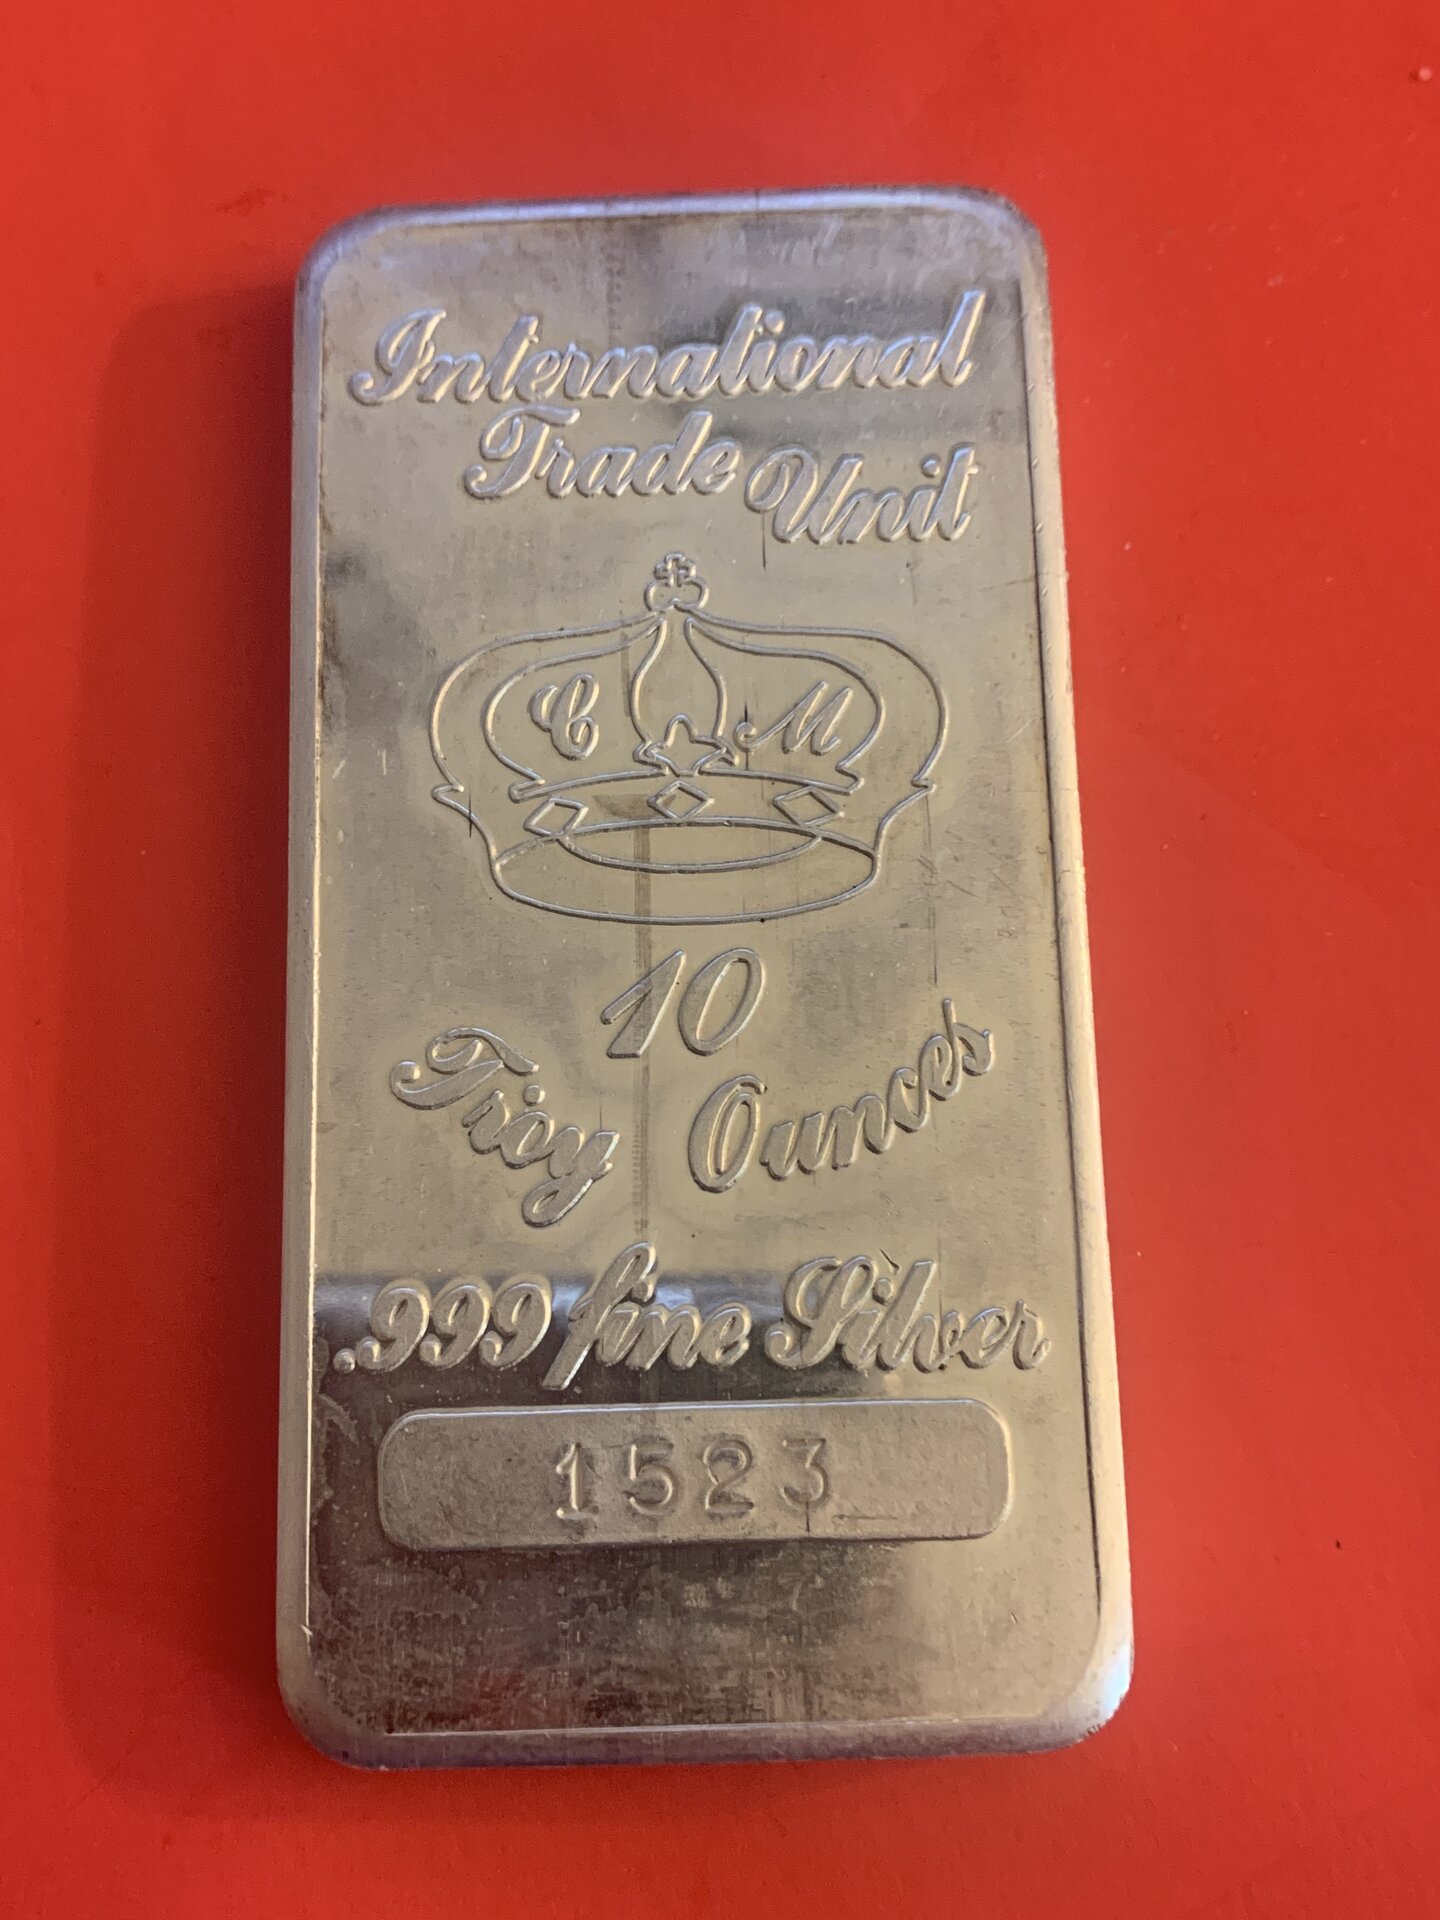 International
Trade Unit
C M
10
Troy Ounces
.999 fine Silver
1523